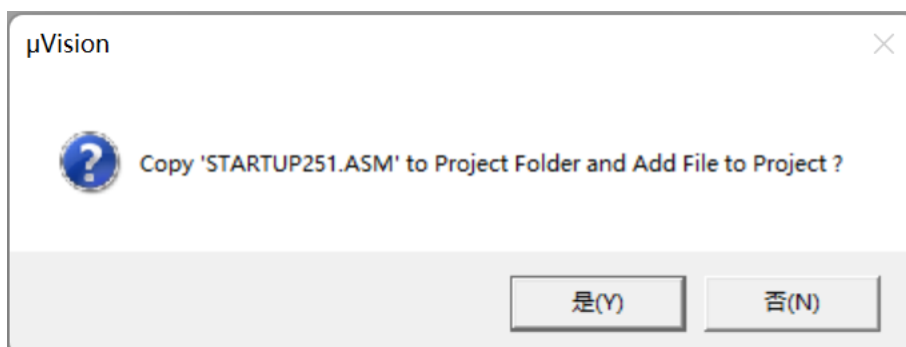 μVision
Copy 'STARTUP251.ASM' to Project Folder and Add File to Project ?
是(Y)
否(N)